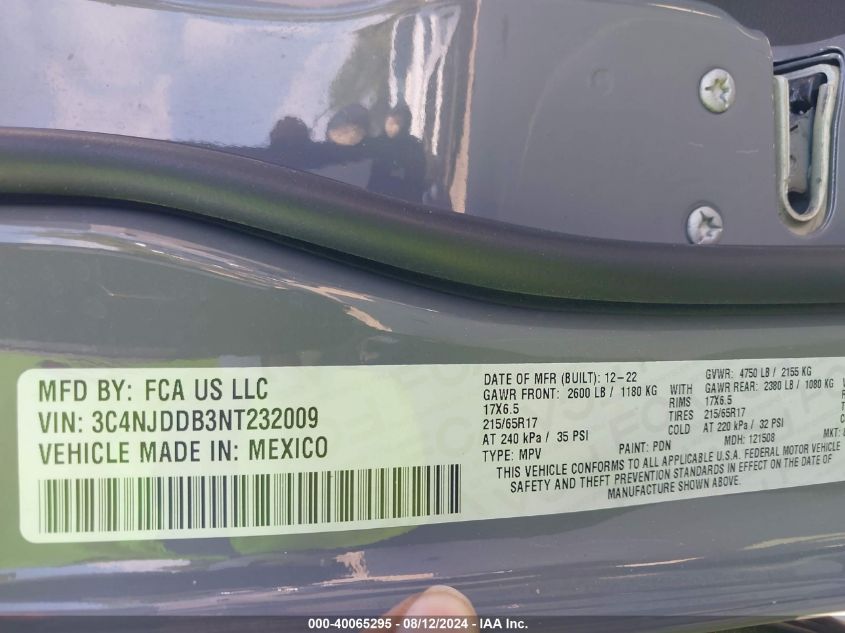 MFD BY: FCA US LLC
VIN: 3C4NJDDB3NT232009
VEHICLE MADE IN: MEXICO
DATE OF MFR (BUILT): 12-22
GVWR: 4750 LB / 2155 KG
GAWR FRONT: 2600 LB / 1180 KG
WITH
GAWR REAR: 2380 LB / 1080 KG
17X6.5
RIMS
17X6.5
215/65R17
TIRES
215/65R17
AT 240 kPa / 35 PSI
COLD
AT 220 kPa / 32 PSI
TYPE: MPV
PAINT: PDN
MDH: 121508
MKT:
THIS VEHICLE CONFORMS TO ALL APPLICABLE U.S.A. FEDERAL MOTOR VEHICLE
SAFETY AND THEFT PREVENTION STANDARDS IN EFFECT ON THE DATE OF
MANUFACTURE SHOWN ABOVE.
000-40065295 - 08/12/2024 - IAA Inc.